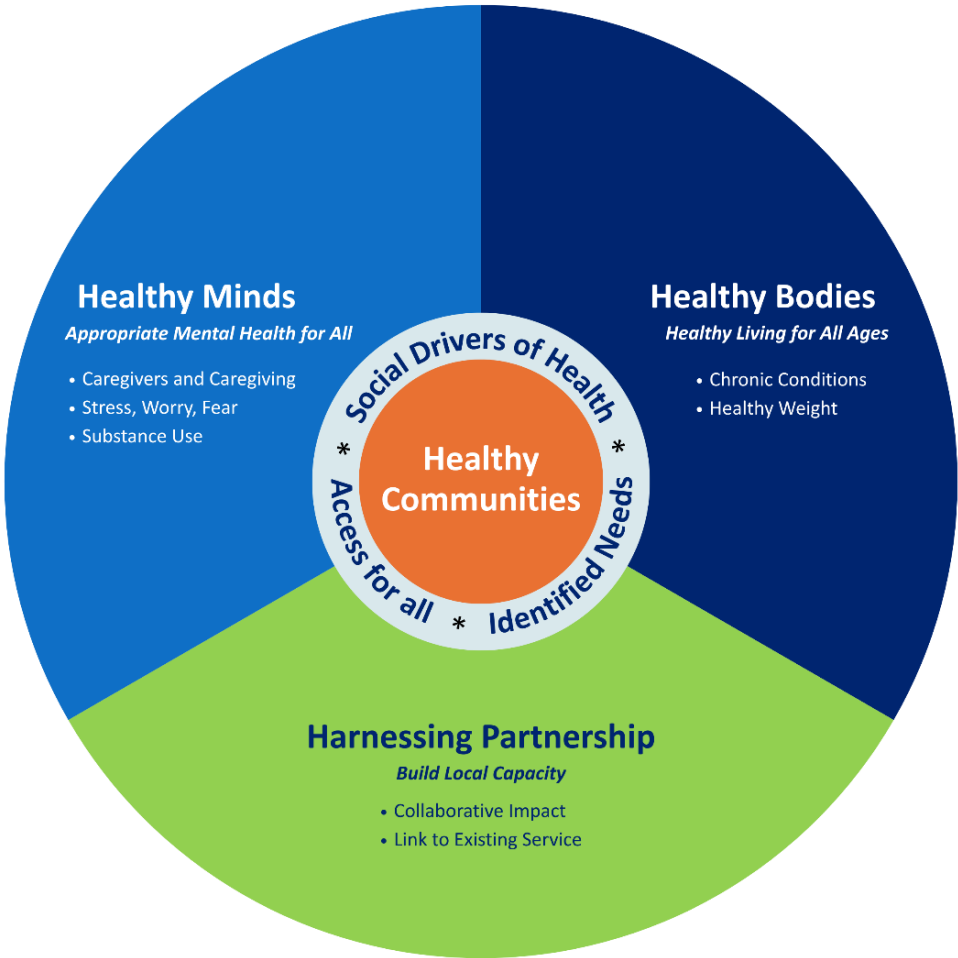 Healthy Minds
Appropriate Mental Health for All
• Caregivers and Caregiving
• Stress, Worry, Fear
• Substance Use
Healthy Bodies
Healthy Living for All Ages
• Chronic Conditions
• Healthy Weight
Social Drivers of Health
*
Identified Needs
*
Access for all
*
Healthy
Communities
Harnessing Partnership
Build Local Capacity
• Collaborative Impact
• Link to Existing Service